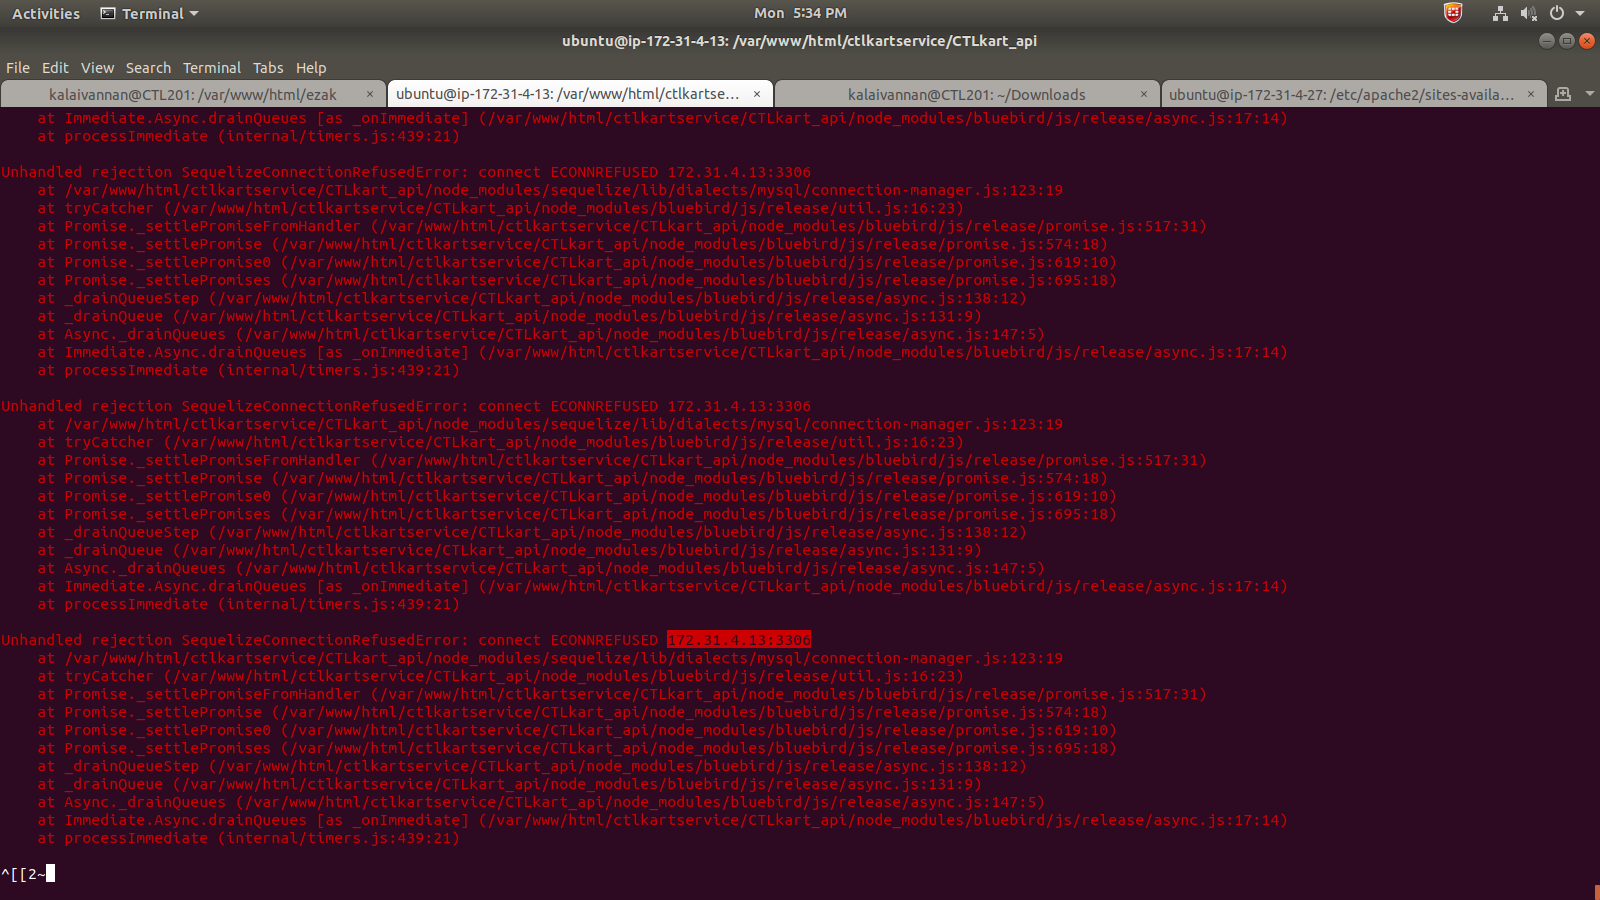 Activities Terminal Mon 5:34 PM
ubuntu@ip-172-31-4-13: /var/www/html/ctlkartservice/CTLkart_api
File Edit View Search Terminal Tabs Help
kalaivannan@CTL201: /var/www/html/ezak × ubuntu@ip-172-31-4-13: /var/www/html/ctlkartse... × kalaivannan@CTL201: ~/Downloads × ubuntu@ip-172-31-4-27: /etc/apache2/sites-availa... ×
at Immediate.Async.drainQueues [as _onImmediate] (/var/www/html/ctlkartservice/CTLkart_api/node_modules/bluebird/js/release/async.js:17:14)
at processImmediate (internal/timers.js:439:21)
Unhandled rejection SequelizeConnectionRefusedError: connect ECONNREFUSED 172.31.4.13:3306
at /var/www/html/ctlkartservice/CTLkart_api/node_modules/sequelize/lib/dialects/mysql/connection-manager.js:123:19
at tryCatcher (/var/www/html/ctlkartservice/CTLkart_api/node_modules/bluebird/js/release/util.js:16:23)
at Promise._settlePromiseFromHandler (/var/www/html/ctlkartservice/CTLkart_api/node_modules/bluebird/js/release/promise.js:517:31)
at Promise._settlePromise (/var/www/html/ctlkartservice/CTLkart_api/node_modules/bluebird/js/release/promise.js:574:18)
at Promise._settlePromise0 (/var/www/html/ctlkartservice/CTLkart_api/node_modules/bluebird/js/release/promise.js:619:10)
at Promise._settlePromises (/var/www/html/ctlkartservice/CTLkart_api/node_modules/bluebird/js/release/promise.js:695:18)
at _drainQueueStep (/var/www/html/ctlkartservice/CTLkart_api/node_modules/bluebird/js/release/async.js:138:12)
at _drainQueue (/var/www/html/ctlkartservice/CTLkart_api/node_modules/bluebird/js/release/async.js:131:9)
at Async._drainQueues (/var/www/html/ctlkartservice/CTLkart_api/node_modules/bluebird/js/release/async.js:147:5)
at Immediate.Async.drainQueues [as _onImmediate] (/var/www/html/ctlkartservice/CTLkart_api/node_modules/bluebird/js/release/async.js:17:14)
at processImmediate (internal/timers.js:439:21)
Unhandled rejection SequelizeConnectionRefusedError: connect ECONNREFUSED 172.31.4.13:3306
at /var/www/html/ctlkartservice/CTLkart_api/node_modules/sequelize/lib/dialects/mysql/connection-manager.js:123:19
at tryCatcher (/var/www/html/ctlkartservice/CTLkart_api/node_modules/bluebird/js/release/util.js:16:23)
at Promise._settlePromiseFromHandler (/var/www/html/ctlkartservice/CTLkart_api/node_modules/bluebird/js/release/promise.js:517:31)
at Promise._settlePromise (/var/www/html/ctlkartservice/CTLkart_api/node_modules/bluebird/js/release/promise.js:574:18)
at Promise._settlePromise0 (/var/www/html/ctlkartservice/CTLkart_api/node_modules/bluebird/js/release/promise.js:619:10)
at Promise._settlePromises (/var/www/html/ctlkartservice/CTLkart_api/node_modules/bluebird/js/release/promise.js:695:18)
at _drainQueueStep (/var/www/html/ctlkartservice/CTLkart_api/node_modules/bluebird/js/release/async.js:138:12)
at _drainQueue (/var/www/html/ctlkartservice/CTLkart_api/node_modules/bluebird/js/release/async.js:131:9)
at Async._drainQueues (/var/www/html/ctlkartservice/CTLkart_api/node_modules/bluebird/js/release/async.js:147:5)
at Immediate.Async.drainQueues [as _onImmediate] (/var/www/html/ctlkartservice/CTLkart_api/node_modules/bluebird/js/release/async.js:17:14)
at processImmediate (internal/timers.js:439:21)
Unhandled rejection SequelizeConnectionRefusedError: connect ECONNREFUSED 172.31.4.13:3306
at /var/www/html/ctlkartservice/CTLkart_api/node_modules/sequelize/lib/dialects/mysql/connection-manager.js:123:19
at tryCatcher (/var/www/html/ctlkartservice/CTLkart_api/node_modules/bluebird/js/release/util.js:16:23)
at Promise._settlePromiseFromHandler (/var/www/html/ctlkartservice/CTLkart_api/node_modules/bluebird/js/release/promise.js:517:31)
at Promise._settlePromise (/var/www/html/ctlkartservice/CTLkart_api/node_modules/bluebird/js/release/promise.js:574:18)
at Promise._settlePromise0 (/var/www/html/ctlkartservice/CTLkart_api/node_modules/bluebird/js/release/promise.js:619:10)
at Promise._settlePromises (/var/www/html/ctlkartservice/CTLkart_api/node_modules/bluebird/js/release/promise.js:695:18)
at _drainQueueStep (/var/www/html/ctlkartservice/CTLkart_api/node_modules/bluebird/js/release/async.js:138:12)
at _drainQueue (/var/www/html/ctlkartservice/CTLkart_api/node_modules/bluebird/js/release/async.js:131:9)
at Async._drainQueues (/var/www/html/ctlkartservice/CTLkart_api/node_modules/bluebird/js/release/async.js:147:5)
at Immediate.Async.drainQueues [as _onImmediate] (/var/www/html/ctlkartservice/CTLkart_api/node_modules/bluebird/js/release/async.js:17:14)
at processImmediate (internal/timers.js:439:21)
^[[2~